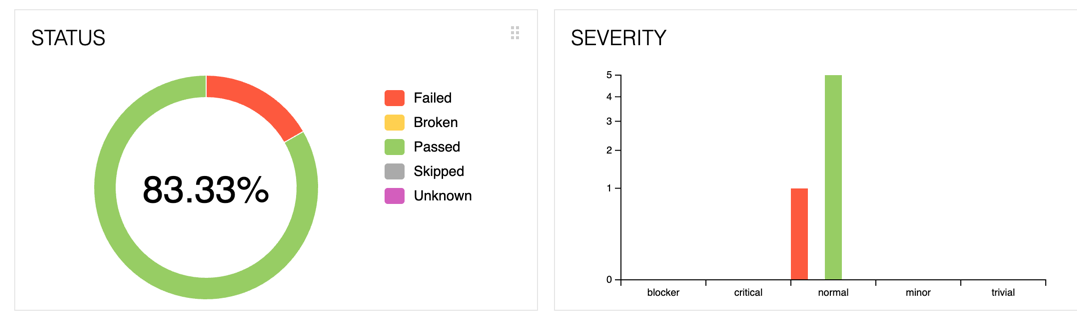 STATUS
83.33%
Failed
Broken
Passed
Skipped
Unknown
SEVERITY
5
4
3
2
1
0
blocker
critical
normal
minor
trivial